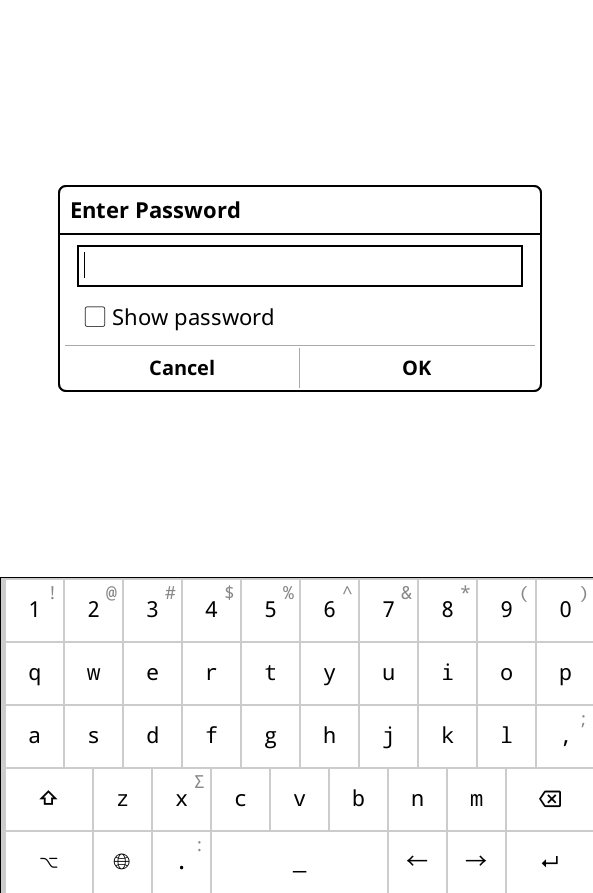 Enter Password
Show password
Cancel OK
! @ # $ % ^ & * ( )
1 2 3 4 5 6 7 8 9 0
q w e r t y u i o p
;
a s d f g h j k l ,
Σ
z x c v b n m
:
. _